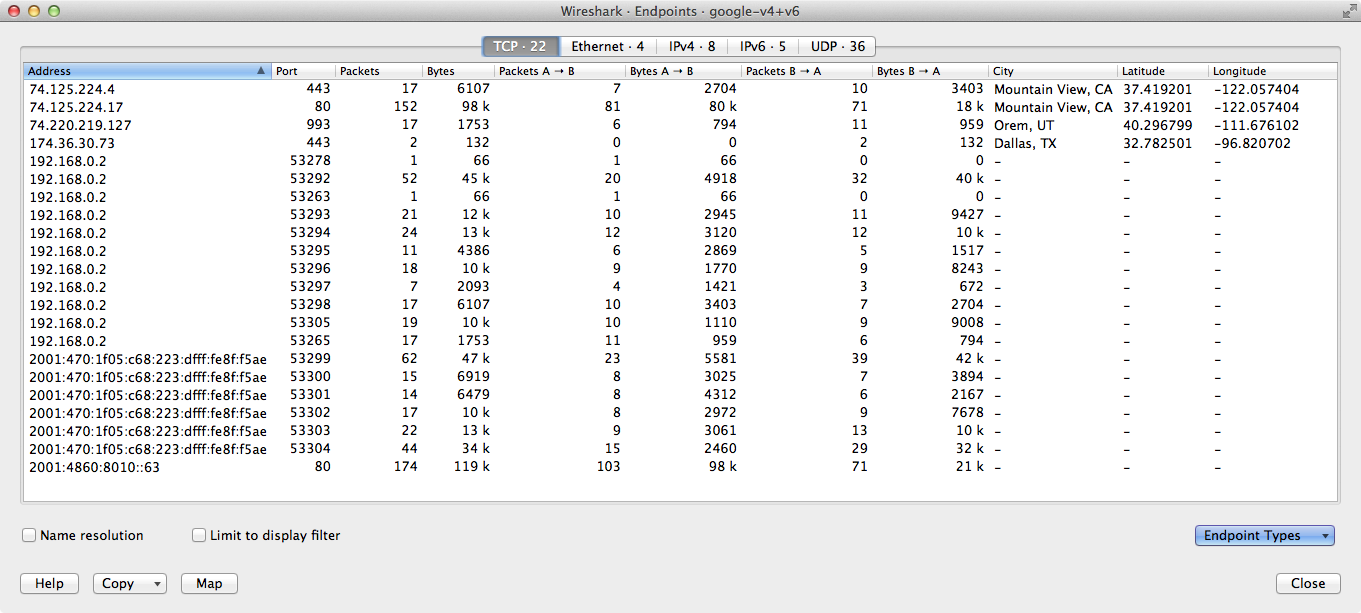 Wireshark · Endpoints · google-v4+v6
TCP · 22 Ethernet · 4 IPv4 · 8 IPv6 · 5 UDP · 36
Address Port Packets Bytes Packets A → B Bytes A → B Packets B → A Bytes B → A City Latitude Longitude
74.125.224.4 443 17 6107 7 2704 10 3403 Mountain View, CA 37.419201 -122.057404
74.125.224.17 80 152 98 k 81 80 k 71 18 k Mountain View, CA 37.419201 -122.057404
74.220.219.127 993 17 1753 6 794 11 959 Orem, UT 40.296799 -111.676102
174.36.30.73 443 2 132 0 0 2 132 Dallas, TX 32.782501 -96.820702
192.168.0.2 53278 1 66 1 66 0 0 – – –
192.168.0.2 53292 52 45 k 20 4918 32 40 k – – –
192.168.0.2 53263 1 66 1 66 0 0 – – –
192.168.0.2 53293 21 12 k 10 2945 11 9427 – – –
192.168.0.2 53294 24 13 k 12 3120 12 10 k – – –
192.168.0.2 53295 11 4386 6 2869 5 1517 – – –
192.168.0.2 53296 18 10 k 9 1770 9 8243 – – –
192.168.0.2 53297 7 2093 4 1421 3 672 – – –
192.168.0.2 53298 17 6107 10 3403 7 2704 – – –
192.168.0.2 53305 19 10 k 10 1110 9 9008 – – –
192.168.0.2 53265 17 1753 11 959 6 794 – – –
2001:470:1f05:c68:223:dfff:fe8f:f5ae 53299 62 47 k 23 5581 39 42 k – – –
2001:470:1f05:c68:223:dfff:fe8f:f5ae 53300 15 6919 8 3025 7 3894 – – –
2001:470:1f05:c68:223:dfff:fe8f:f5ae 53301 14 6479 8 4312 6 2167 – – –
2001:470:1f05:c68:223:dfff:fe8f:f5ae 53302 17 10 k 8 2972 9 7678 – – –
2001:470:1f05:c68:223:dfff:fe8f:f5ae 53303 22 13 k 9 3061 13 10 k – – –
2001:470:1f05:c68:223:dfff:fe8f:f5ae 53304 44 34 k 15 2460 29 32 k – – –
2001:4860:8010::63 80 174 119 k 103 98 k 71 21 k – – –
Name resolution Limit to display filter Endpoint Types
Help Copy Map Close